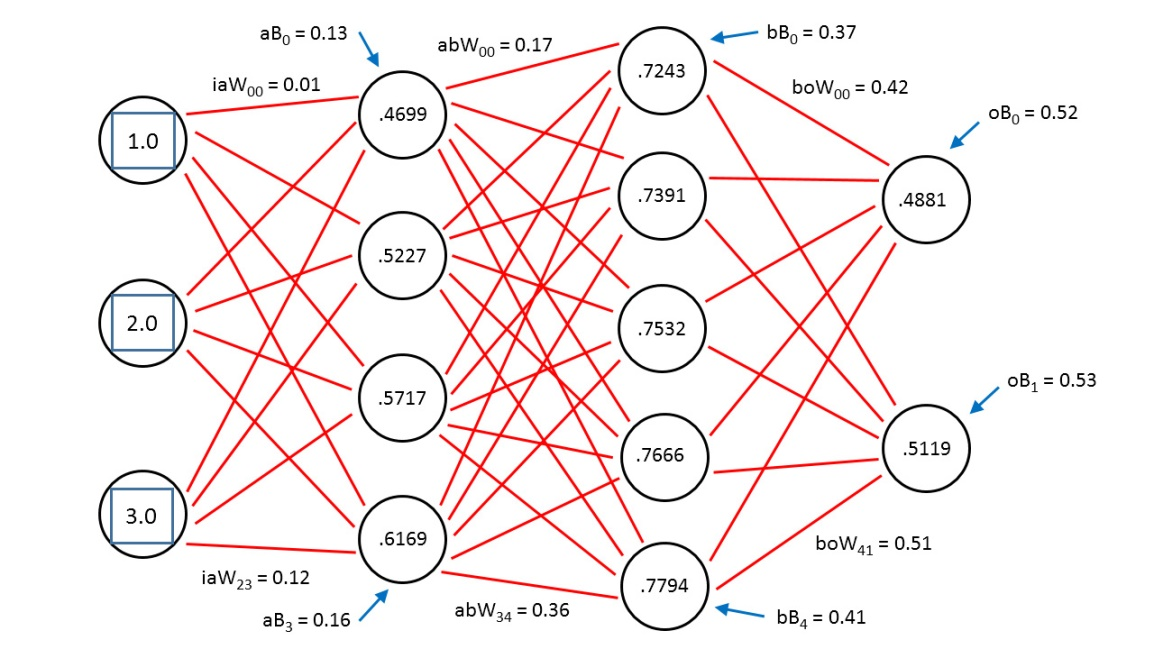 aB₀ = 0.13
abW₀₀ = 0.17
bB₀ = 0.37
iaW₀₀ = 0.01
boW₀₀ = 0.42
oB₀ = 0.52
1.0
.4699
.7243
.7391
.4881
.5227
2.0
.7532
oB₁ = 0.53
.5717
.7666
.5119
3.0
.6169
boW₄₁ = 0.51
iaW₂₃ = 0.12
.7794
aB₃ = 0.16
abW₃₄ = 0.36
bB₄ = 0.41